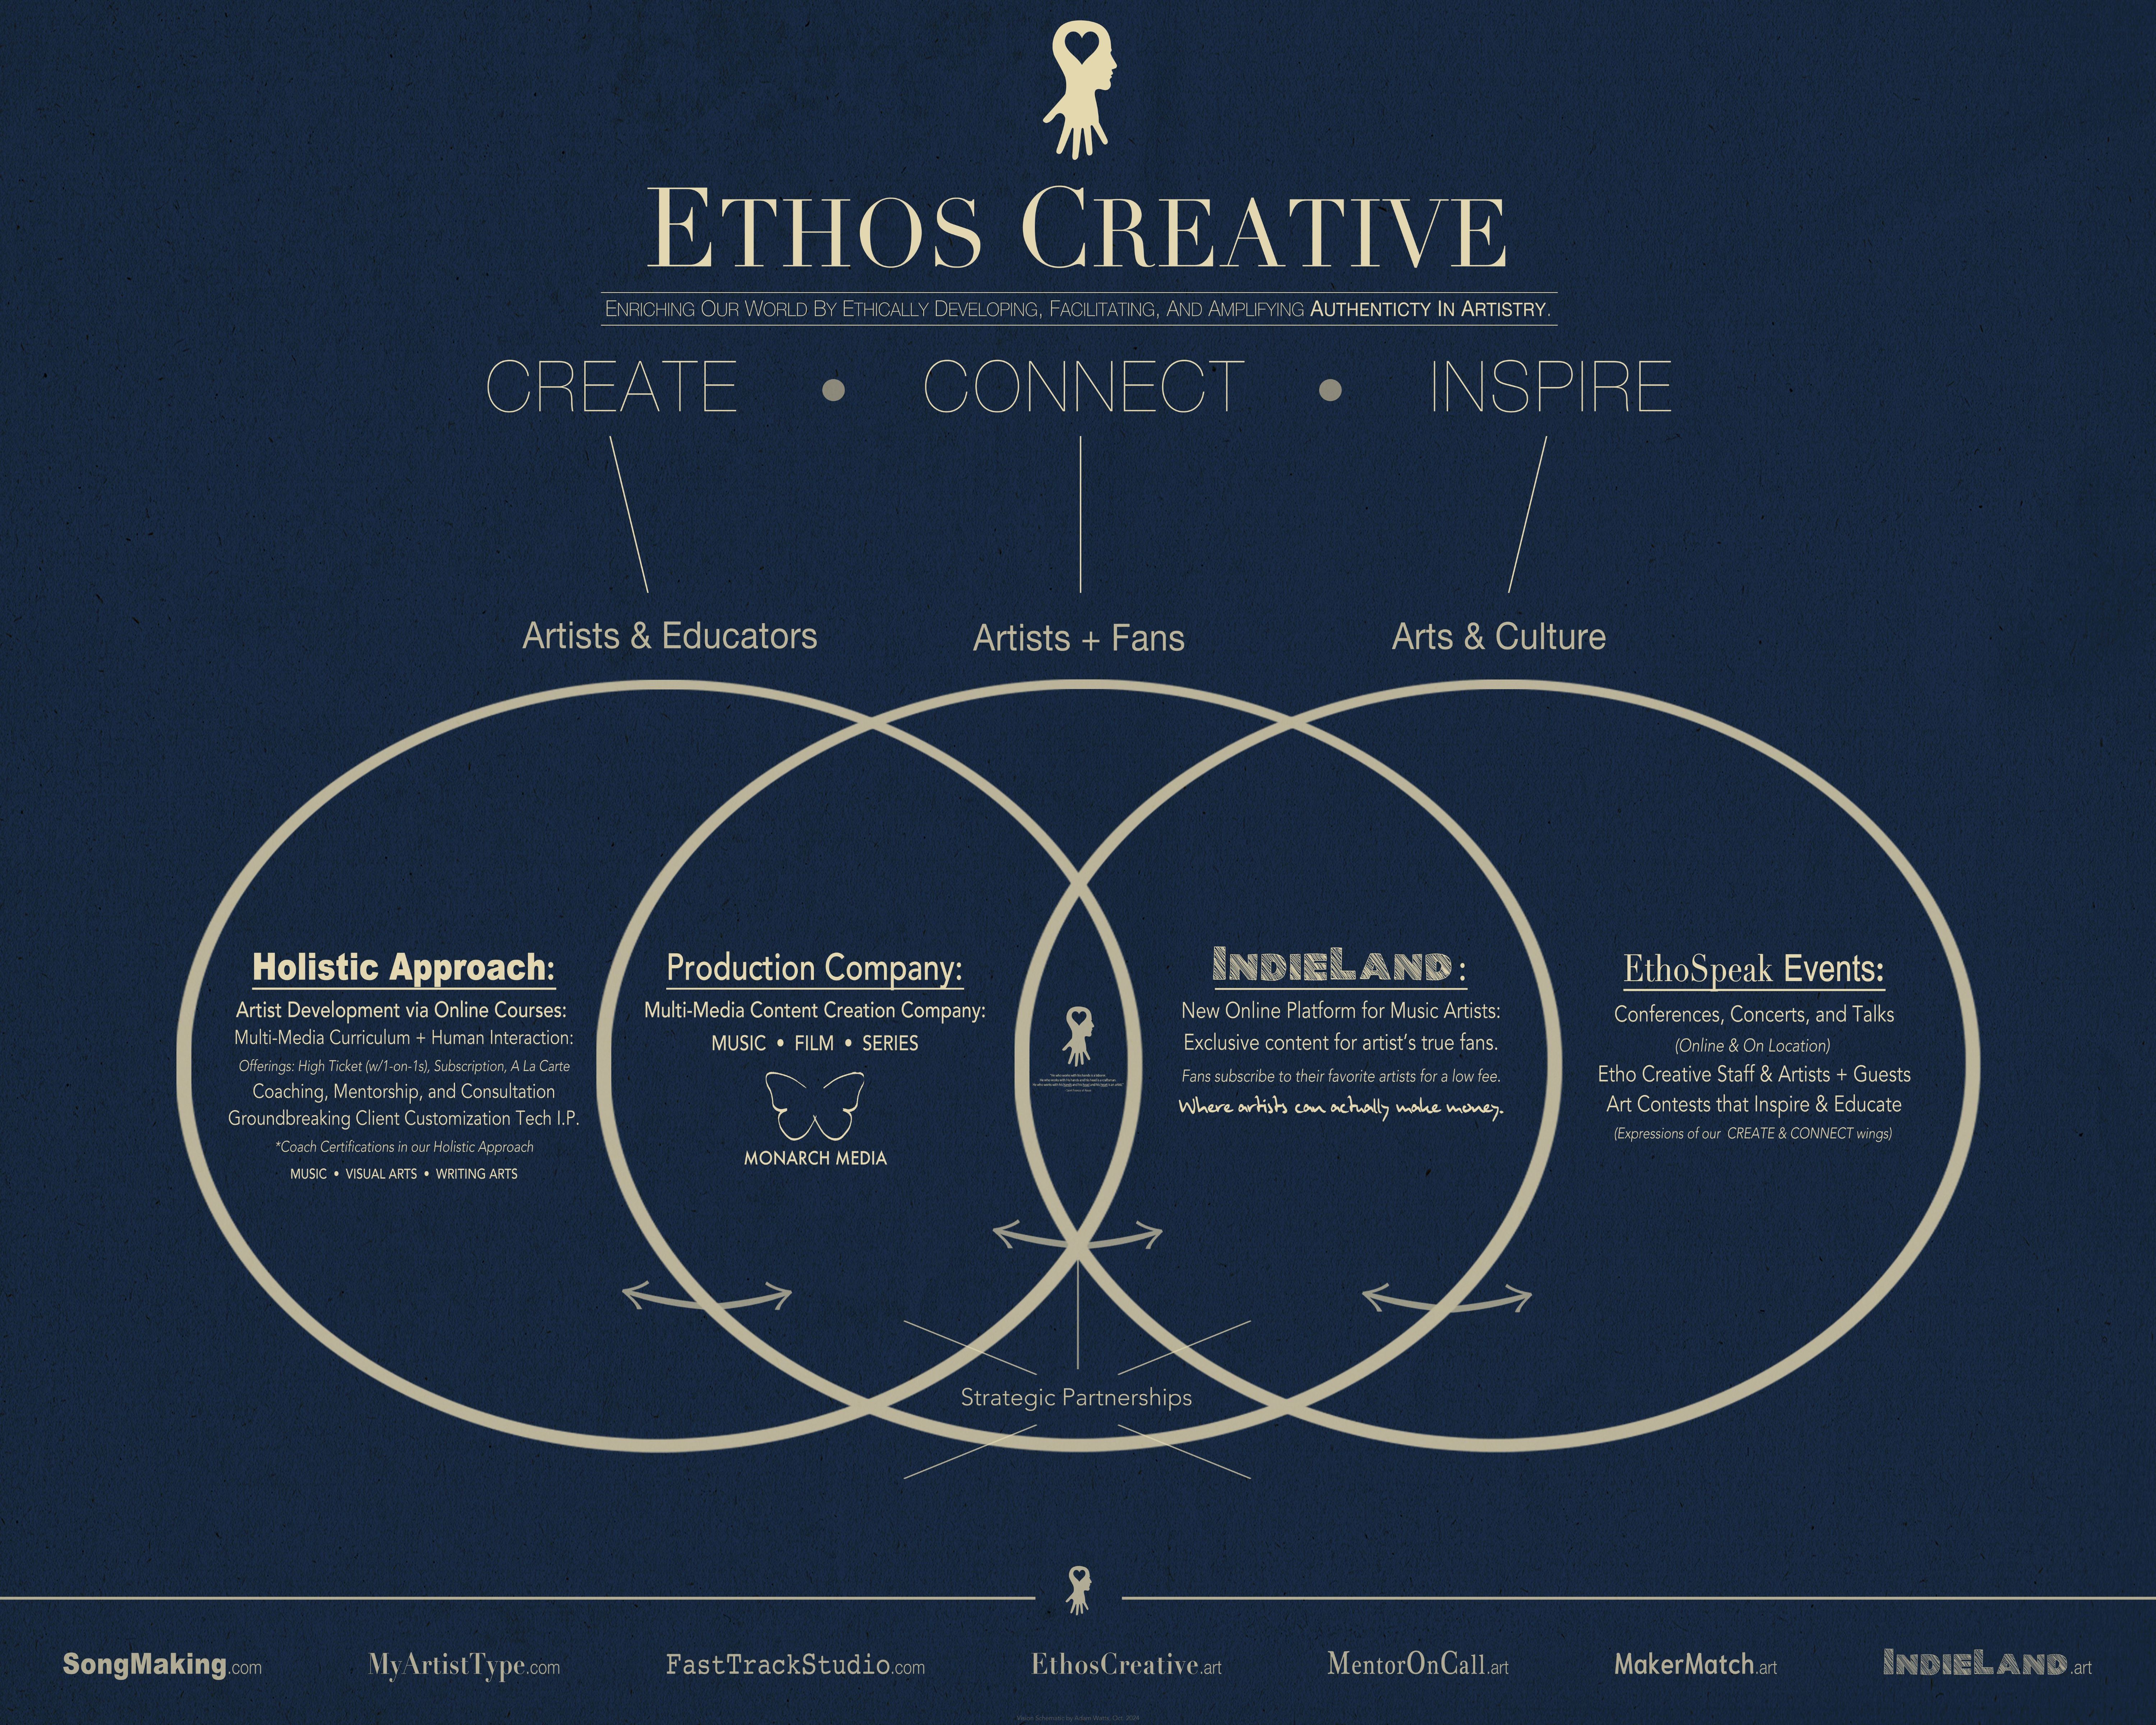 ETHOS CREATIVE
ENRICHING OUR WORLD BY ETHICALLY DEVELOPING, FACILITATING, AND AMPLIFYING AUTHENTICTY IN ARTISTRY.
CREATE • CONNECT • INSPIRE
Artists & Educators
Artists + Fans
Arts & Culture
Holistic Approach:
Artist Development via Online Courses:
Multi-Media Curriculum + Human Interaction:
Offerings: High Ticket (w/1-on-1s), Subscription, A La Carte
Coaching, Mentorship, and Consultation
Groundbreaking Client Customization Tech I.P.
*Coach Certifications in our Holistic Approach
MUSIC • VISUAL ARTS • WRITING ARTS
Production Company:
Multi-Media Content Creation Company:
MUSIC • FILM • SERIES
MONARCH MEDIA
INDIELAND:
New Online Platform for Music Artists:
Exclusive content for artist's true fans.
Fans subscribe to their favorite artists for a low fee.
Where artists can actually make money.
EthoSpeak Events:
Conferences, Concerts, and Talks
(Online & On Location)
Etho Creative Staff & Artists + Guests
Art Contests that Inspire & Educate
(Expressions of our CREATE & CONNECT wings)
Strategic Partnerships
SongMaking.com
MyArtistType.com
FastTrackStudio.com
EthosCreative.art
MentorOnCall.art
MakerMatch.art
INDIELAND.art